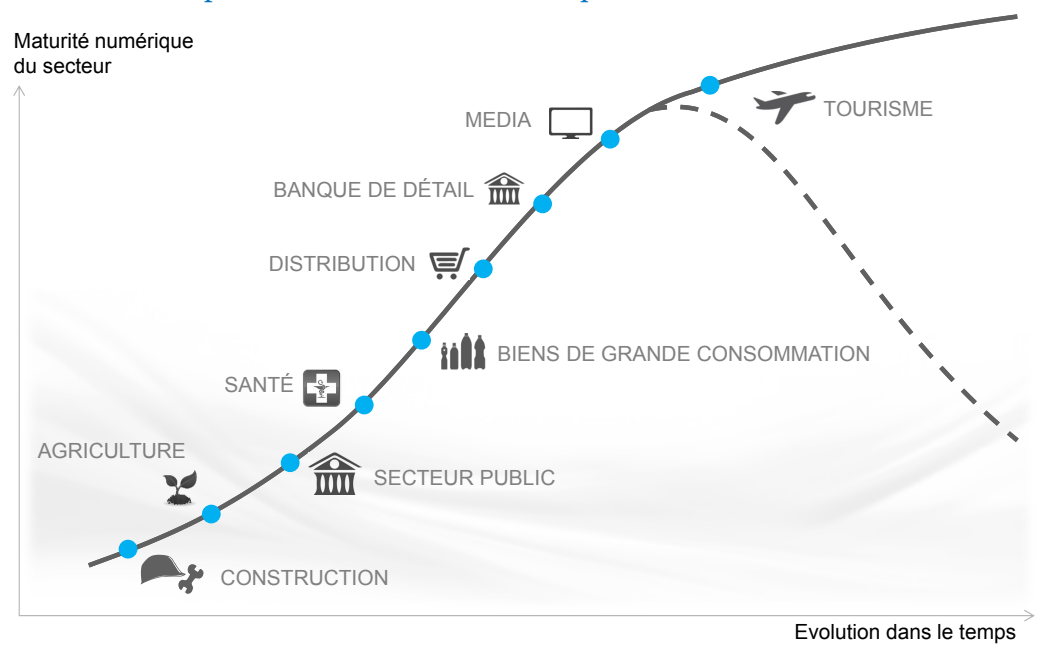 Maturité numérique
du secteur
TOURISME
MEDIA
BANQUE DE DÉTAIL
DISTRIBUTION
BIENS DE GRANDE CONSOMMATION
SANTÉ
AGRICULTURE
SECTEUR PUBLIC
CONSTRUCTION
Evolution dans le temps